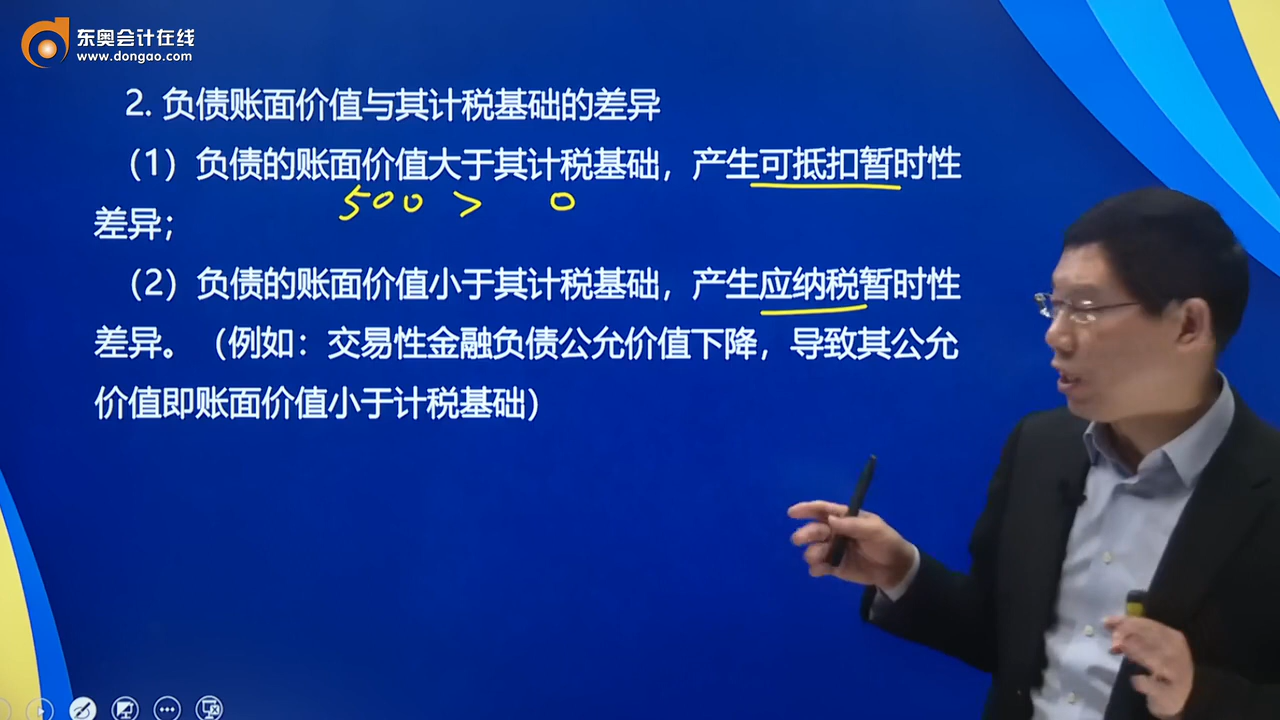 东奥会计在线
www.dongao.com
2. 负债账面价值与其计税基础的差异
（1）负债的账面价值大于其计税基础，产生可抵扣暂时性
500 > 0
差异；
（2）负债的账面价值小于其计税基础，产生应纳税暂时性
差异。（例如：交易性金融负债公允价值下降，导致其公允
价值即账面价值小于计税基础）